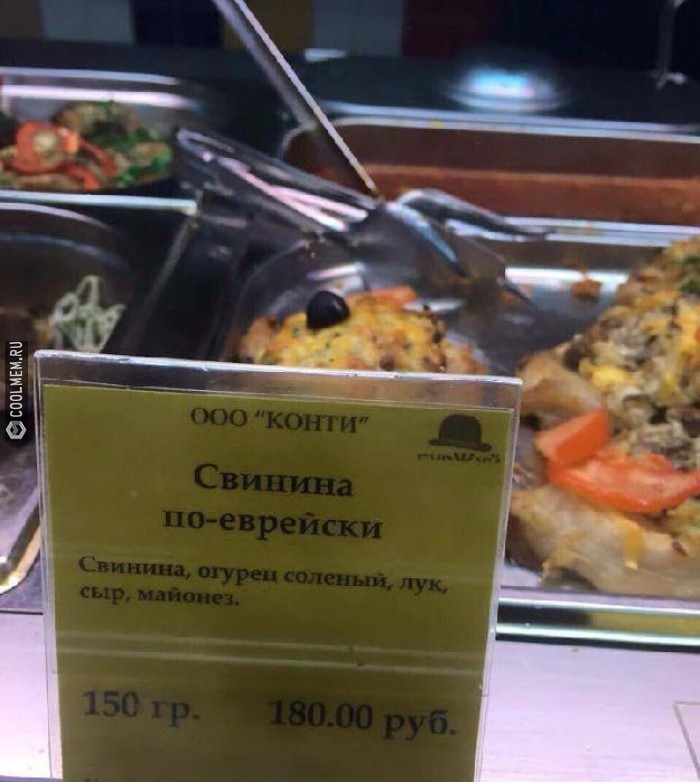 COOLMEM.RU
ООО "КОНТИ"
Свинина
по-еврейски
Свинина, огурец соленый, лук,
сыр, майонез.
150 гр.
180.00 руб.